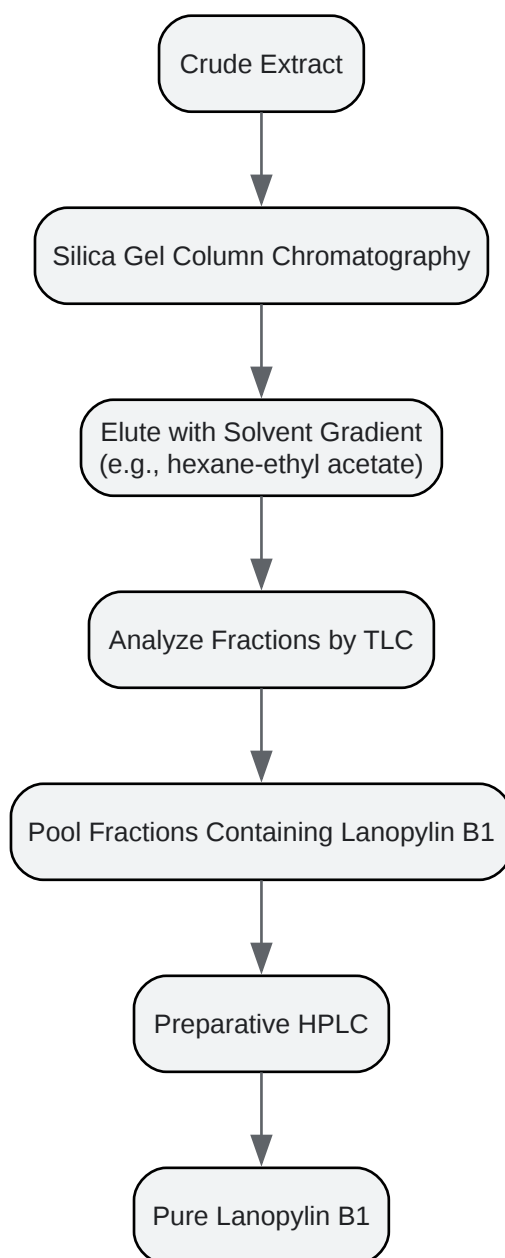 Crude Extract
Silica Gel Column Chromatography
Elute with Solvent Gradient
(e.g., hexane-ethyl acetate)
Analyze Fractions by TLC
Pool Fractions Containing Lanopylin B1
Preparative HPLC
Pure Lanopylin B1